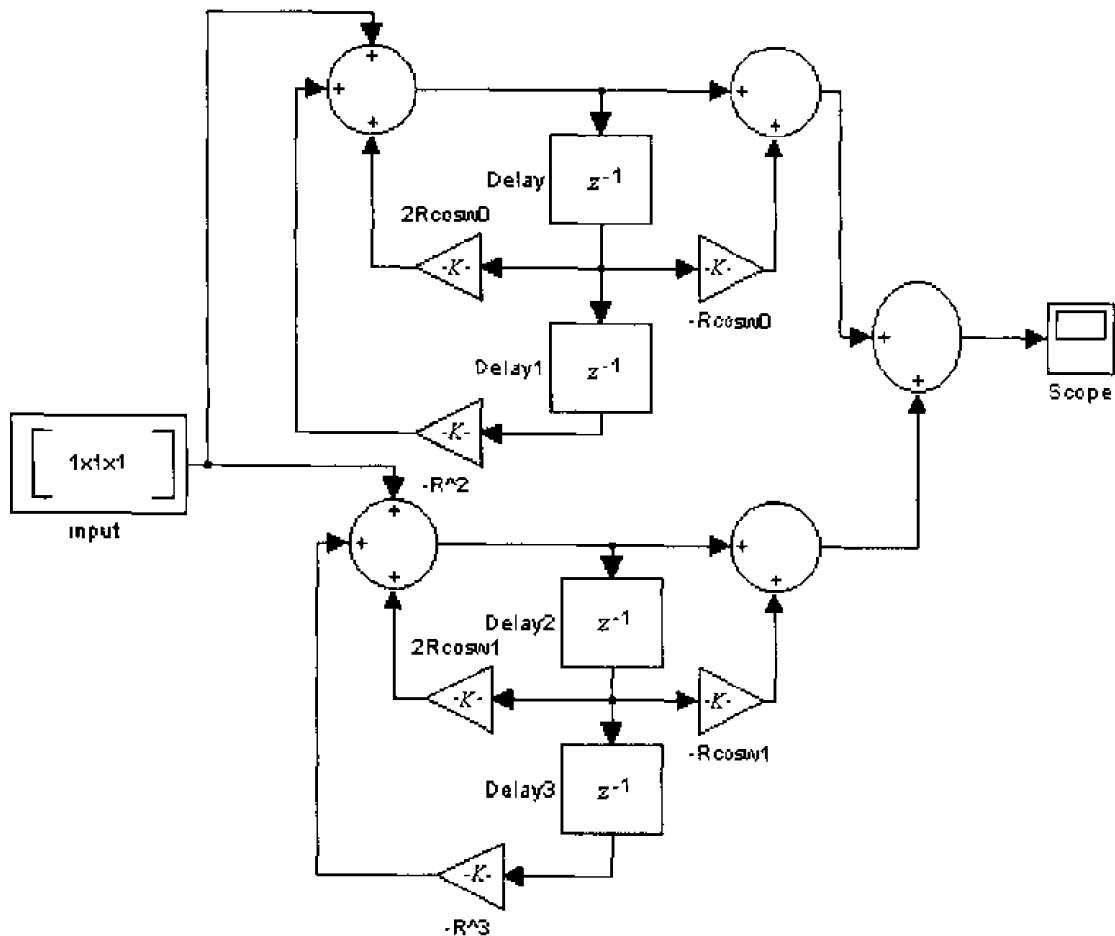 +
+
+
+
+
Delay
z⁻¹
2Rcosw0
-K-
-K-
-Rcosw0
Delay1
z⁻¹
+
+
Scope
1x1x1
input
-K-
-R^2
+
+
+
+
+
Delay2
z⁻¹
2Rcosw1
-K-
-K-
-Rcosw1
Delay3
z⁻¹
-K-
-R^3